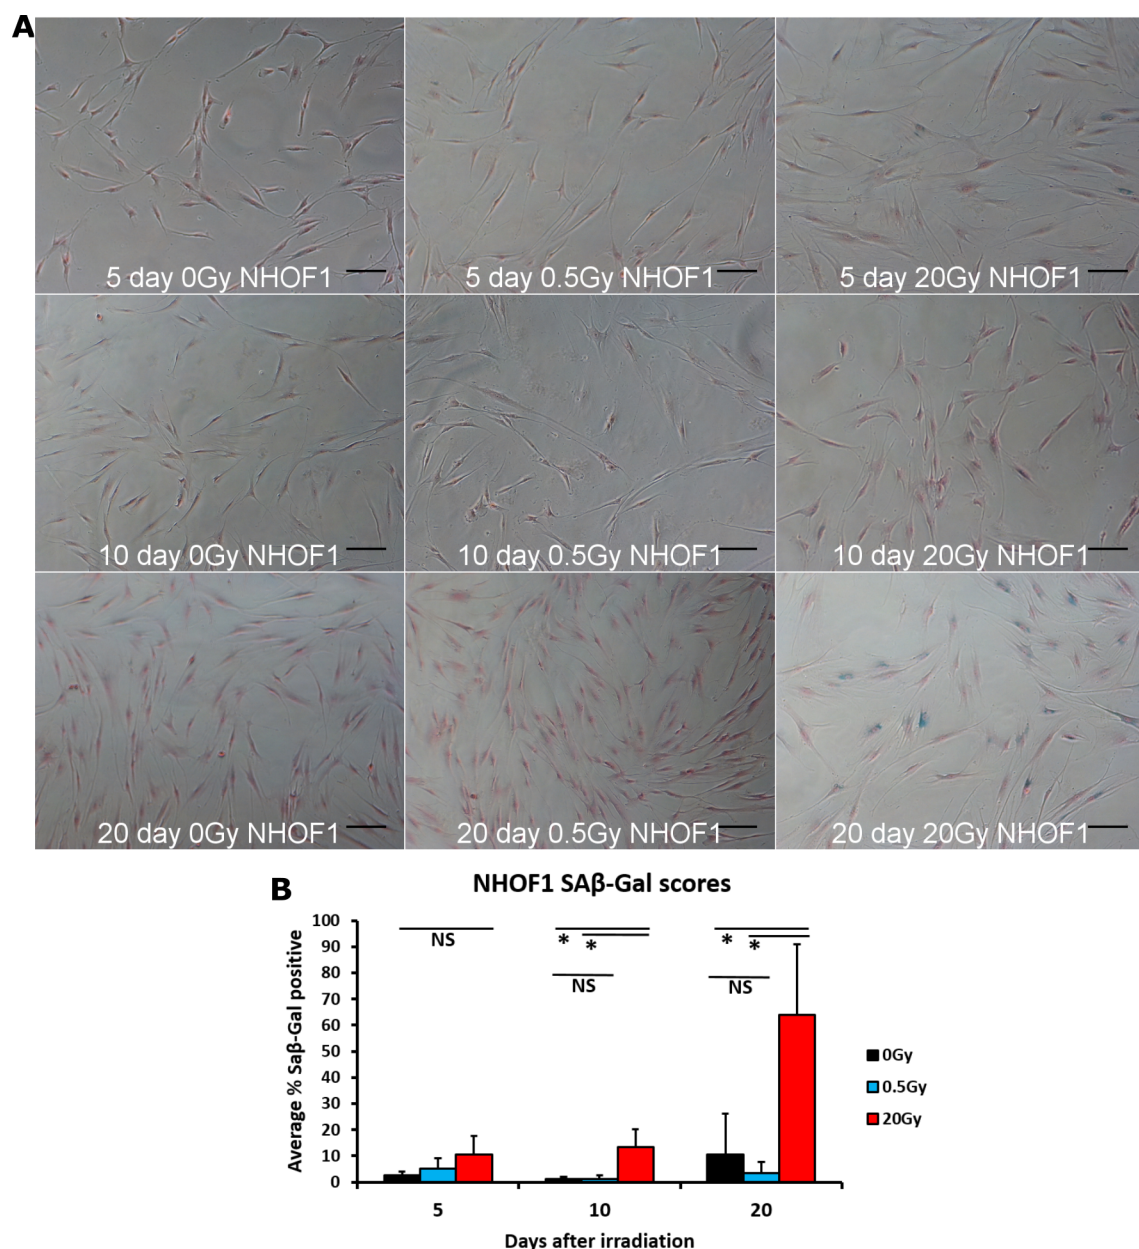 A
5 day 0Gy NHOF1
5 day 0.5Gy NHOF1
5 day 20Gy NHOF1
10 day 0Gy NHOF1
10 day 0.5Gy NHOF1
10 day 20Gy NHOF1
20 day 0Gy NHOF1
20 day 0.5Gy NHOF1
20 day 20Gy NHOF1
B
NHOF1 SAβ-Gal scores
Average % Saβ-Gal positive
100
90
80
70
60
50
40
30
20
10
0
NS
* *
NS
* *
NS
0Gy
0.5Gy
20Gy
5 10 20
Days after irradiation